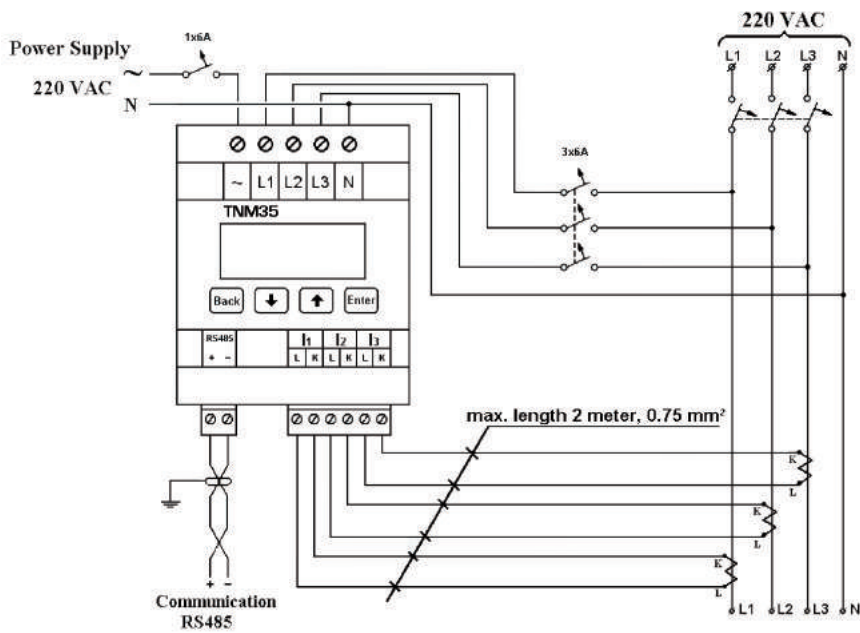 220 VAC
L1 L2 L3 N
1x6A
Power Supply
~
220 VAC
N
3x6A
~ L1 L2 L3 N
TNM35
Back Enter
RS485
+ -
I1 I2 I3
L K L K L K
max. length 2 meter, 0.75 mm²
K
L
K
L
K
L
+ -
Communication
RS485
L1 L2 L3 N